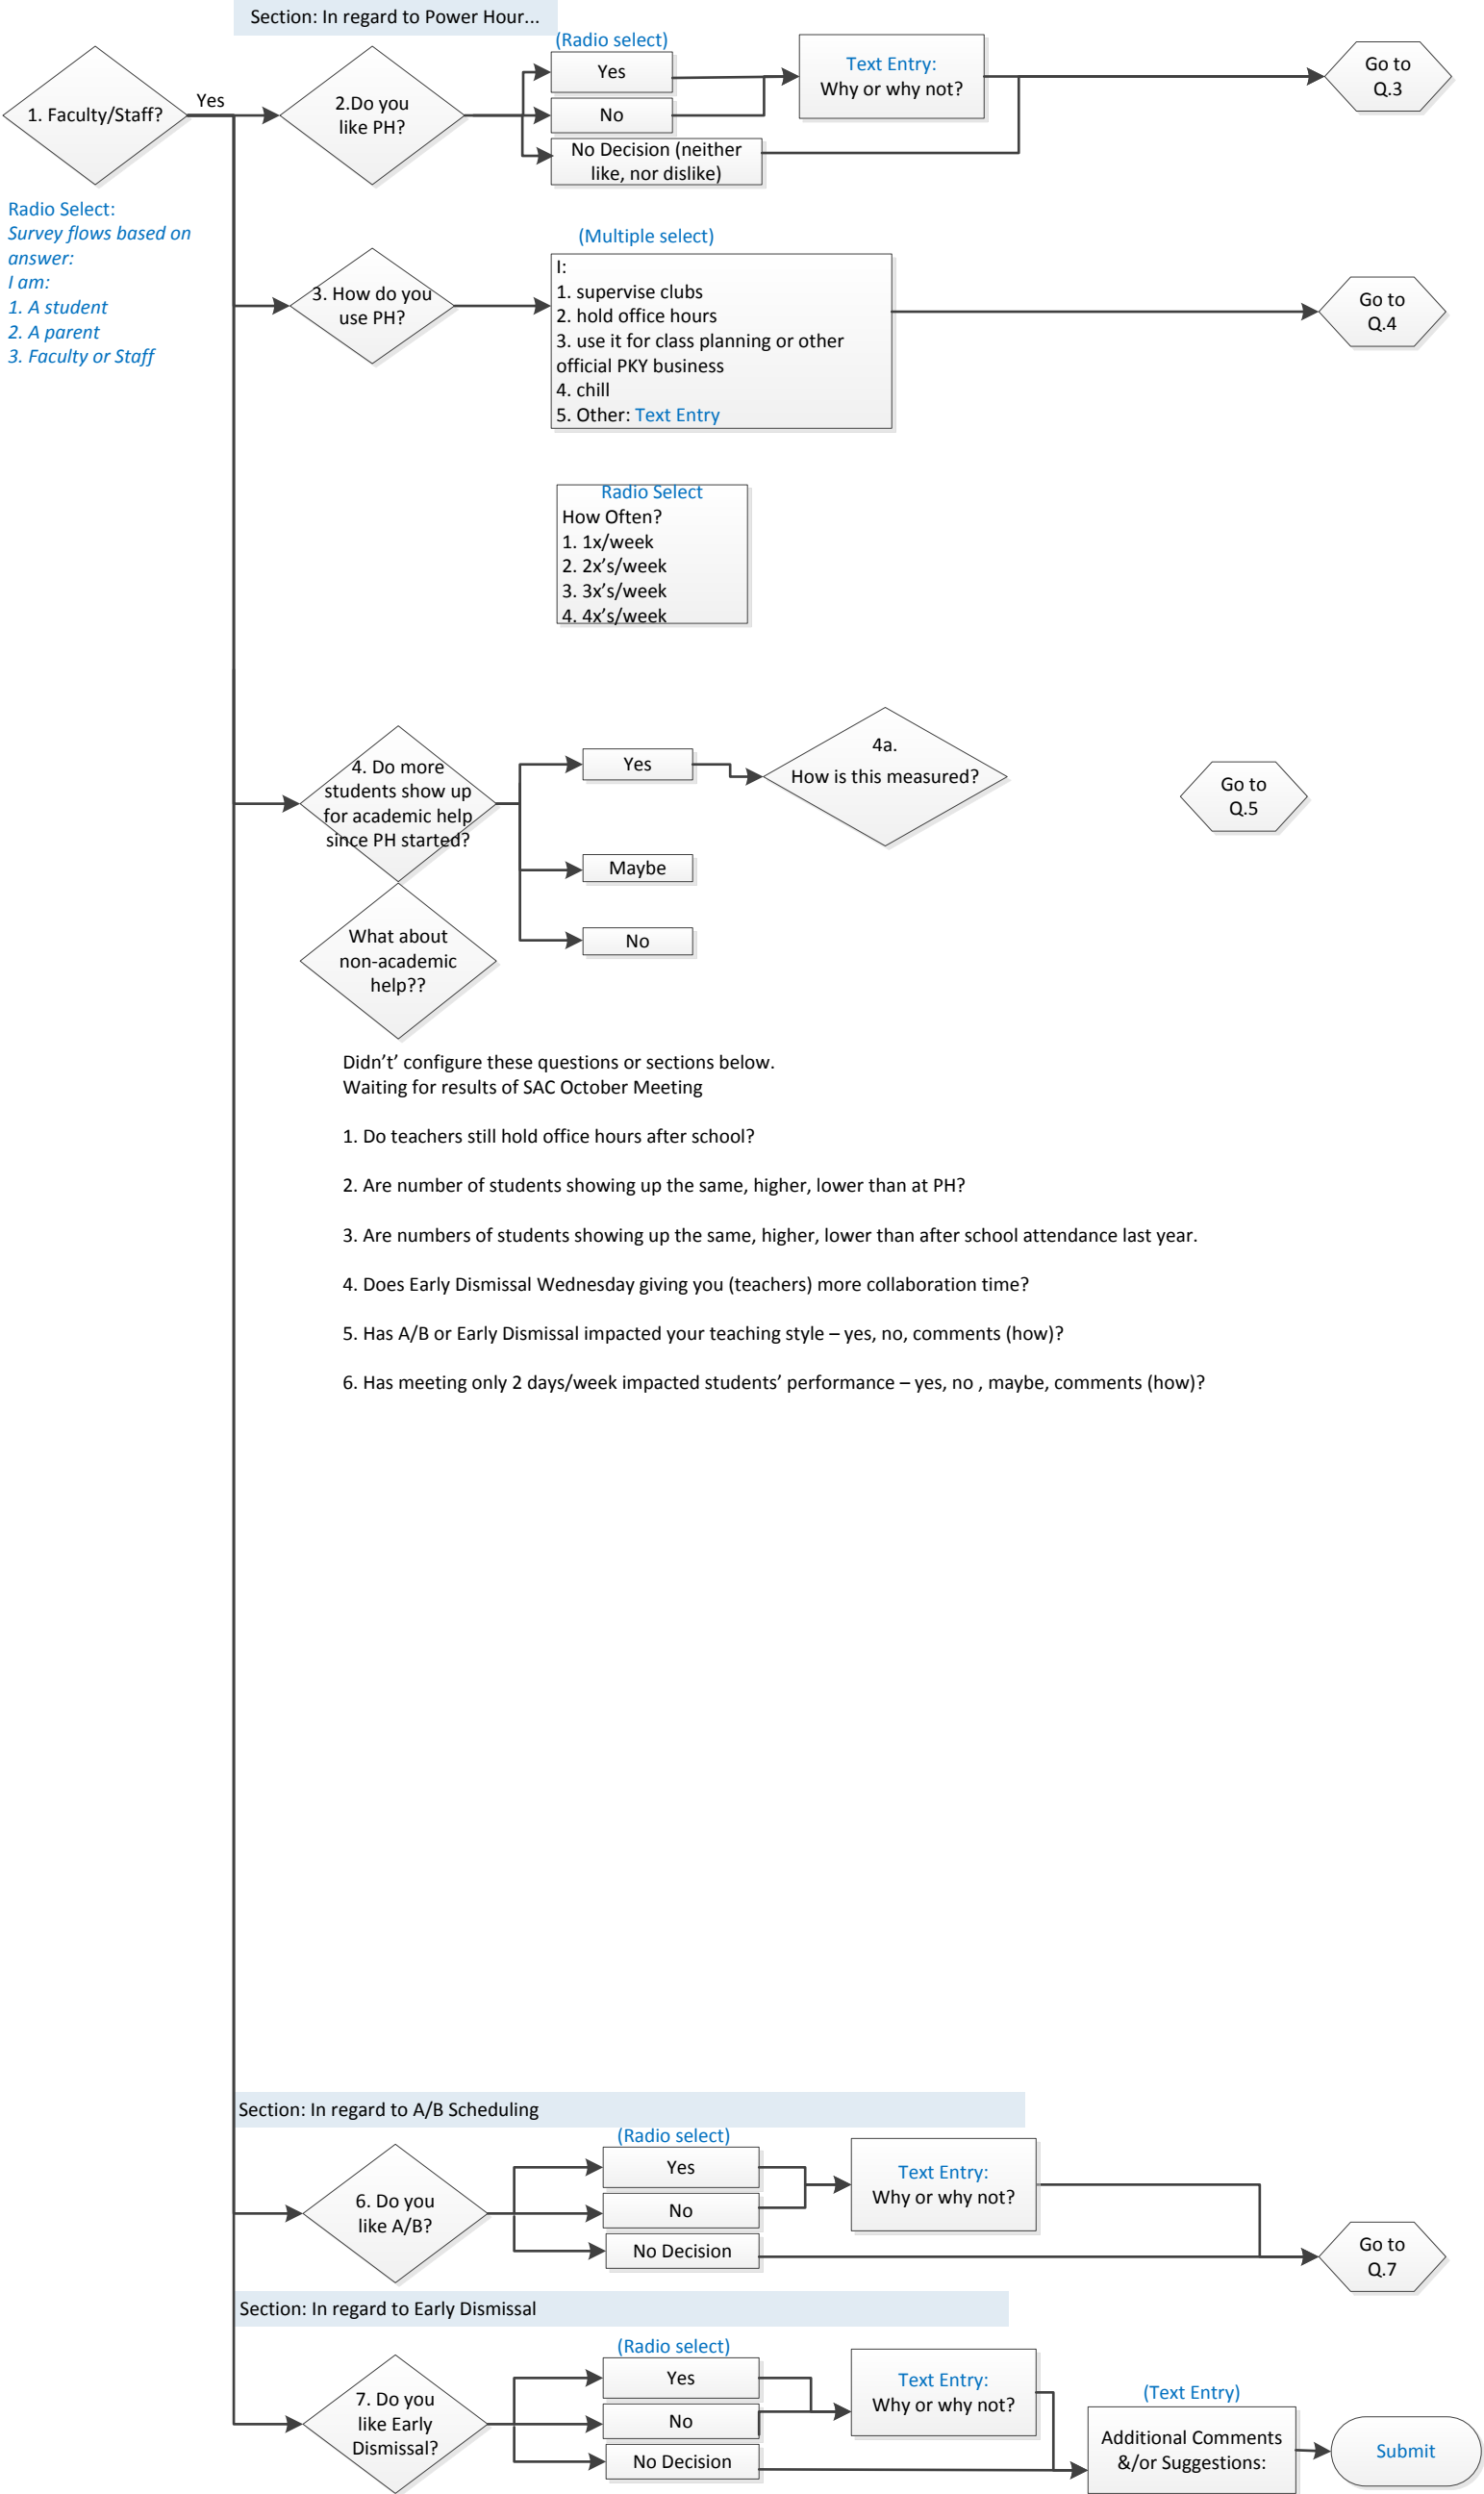 Section: In regard to Power Hour...
1. Faculty/Staff?
Yes
Radio Select:
Survey flows based on
answer:
I am:
1. A student
2. A parent
3. Faculty or Staff
2.Do you
like PH?
(Radio select)
Yes
No
No Decision (neither
like, nor dislike)
Text Entry:
Why or why not?
Go to
Q.3
3. How do you
use PH?
(Multiple select)
I:
1. supervise clubs
2. hold office hours
3. use it for class planning or other
official PKY business
4. chill
5. Other: Text Entry
Go to
Q.4
Radio Select
How Often?
1. 1x/week
2. 2x's/week
3. 3x's/week
4. 4x's/week
4. Do more
students show up
for academic help
since PH started?
Yes
Maybe
No
4a.
How is this measured?
Go to
Q.5
What about
non-academic
help??
Didn't' configure these questions or sections below.
Waiting for results of SAC October Meeting
1. Do teachers still hold office hours after school?
2. Are number of students showing up the same, higher, lower than at PH?
3. Are numbers of students showing up the same, higher, lower than after school attendance last year.
4. Does Early Dismissal Wednesday giving you (teachers) more collaboration time?
5. Has A/B or Early Dismissal impacted your teaching style – yes, no, comments (how)?
6. Has meeting only 2 days/week impacted students' performance – yes, no , maybe, comments (how)?
Section: In regard to A/B Scheduling
6. Do you
like A/B?
(Radio select)
Yes
No
No Decision
Text Entry:
Why or why not?
Go to
Q.7
Section: In regard to Early Dismissal
7. Do you
like Early
Dismissal?
(Radio select)
Yes
No
No Decision
Text Entry:
Why or why not?
(Text Entry)
Additional Comments
&/or Suggestions:
Submit